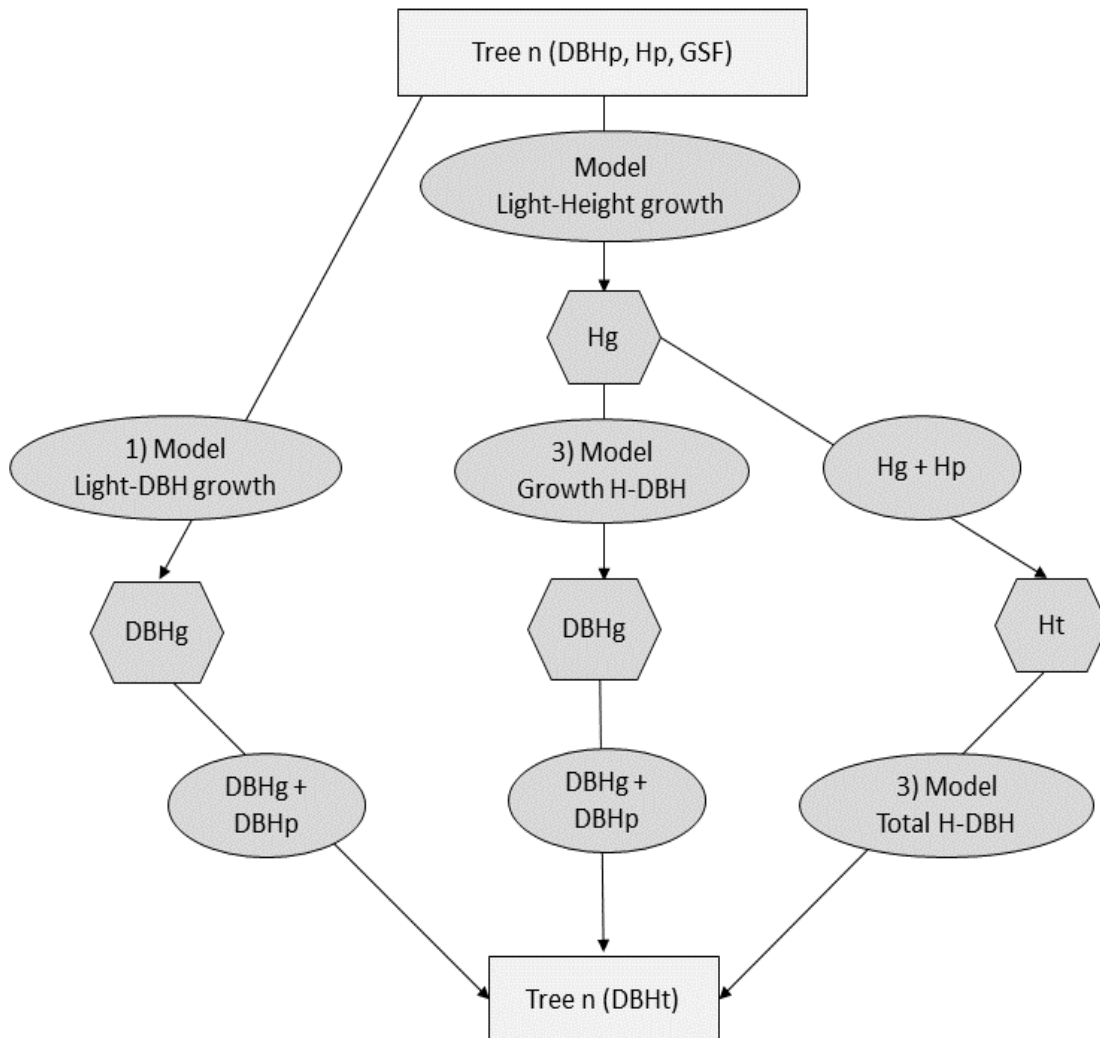 Tree n (DBHp, Hp, GSF)
Model
Light-Height growth
Hg
1) Model
Light-DBH growth
3) Model
Growth H-DBH
Hg + Hp
DBHg
DBHg
Ht
DBHg +
DBHp
DBHg +
DBHp
3) Model
Total H-DBH
Tree n (DBHt)